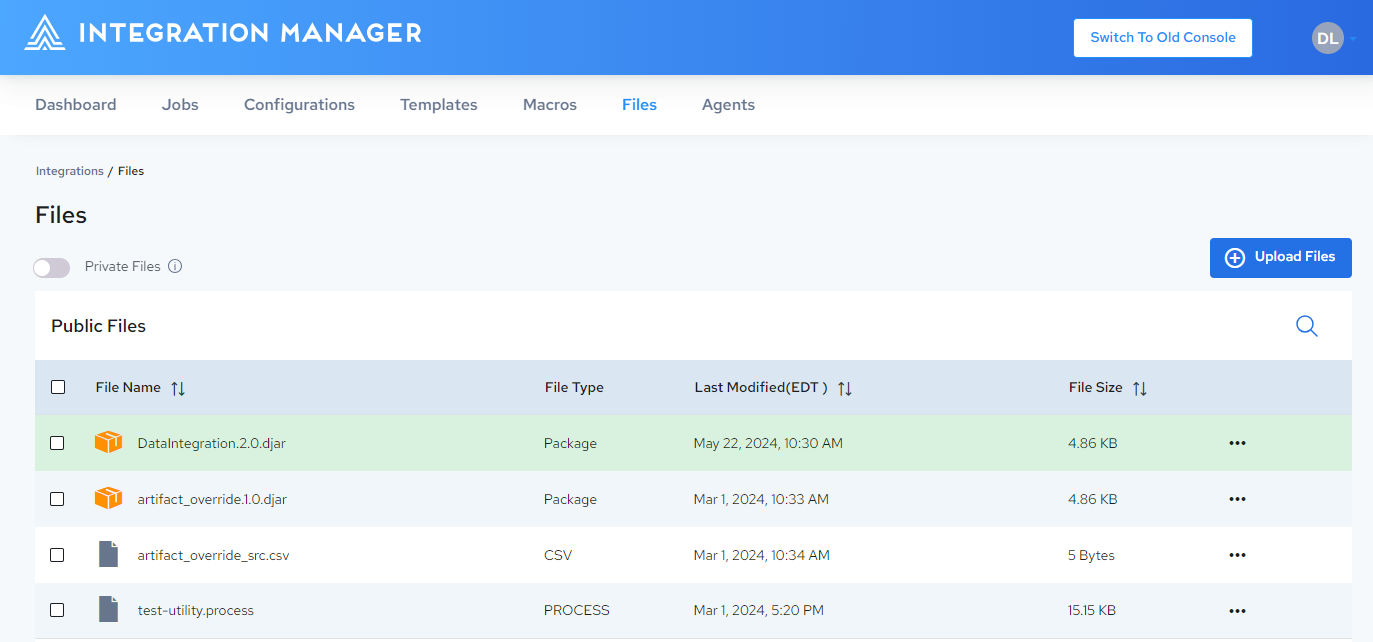 INTEGRATION MANAGER
Switch To Old Console
DL
Dashboard Jobs Configurations Templates Macros Files Agents
Integrations / Files
Files
Private Files
Upload Files
Public Files
File Name File Type Last Modified(EDT ) File Size
DataIntegration.2.0.djar Package May 22, 2024, 10:30 AM 4.86 KB
artifact_override.1.0.djar Package Mar 1, 2024, 10:33 AM 4.86 KB
artifact_override_src.csv CSV Mar 1, 2024, 10:34 AM 5 Bytes
test-utility.process PROCESS Mar 1, 2024, 5:20 PM 15.15 KB